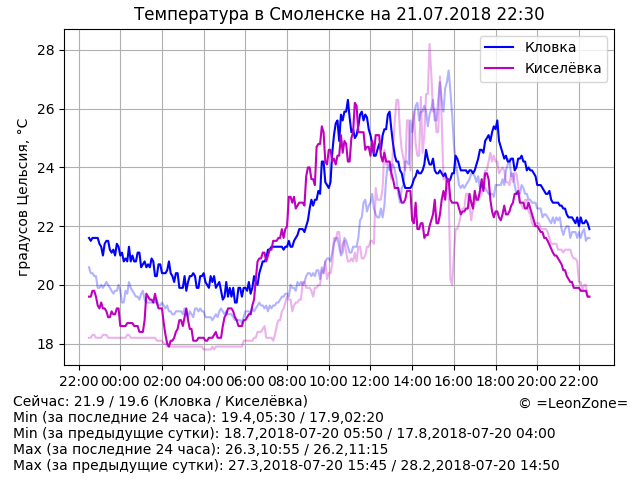 Температура в Смоленске на 21.07.2018 22:30
Кловка
Киселёвка
градусов Цельсия, °C
28
26
24
22
20
18
22:00 00:00 02:00 04:00 06:00 08:00 10:00 12:00 14:00 16:00 18:00 20:00 22:00
Сейчас: 21.9 / 19.6 (Кловка / Киселёвка)
© =LeonZone=
Min (за последние 24 часа): 19.4,05:30 / 17.9,02:20
Min (за предыдущие сутки): 18.7,2018-07-20 05:50 / 17.8,2018-07-20 04:00
Max (за последние 24 часа): 26.3,10:55 / 26.2,11:15
Max (за предыдущие сутки): 27.3,2018-07-20 15:45 / 28.2,2018-07-20 14:50